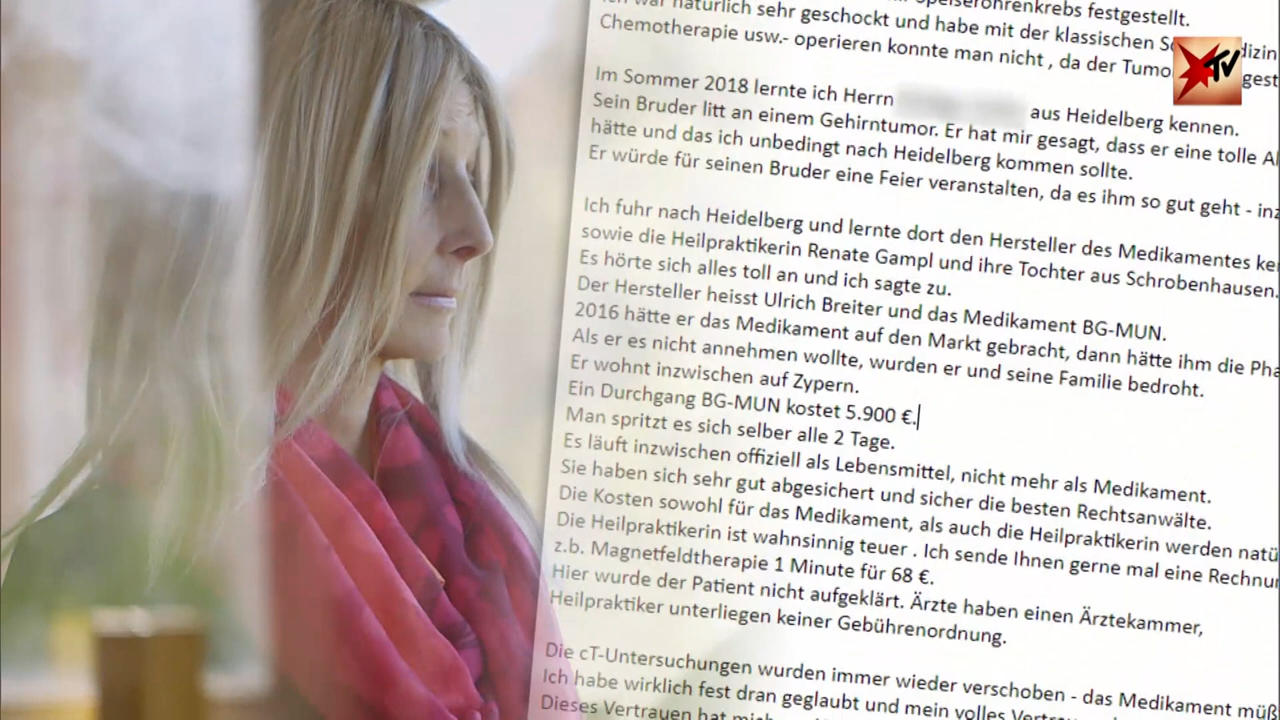 Speiseröhrenkrebs festgestellt.
Ich war natürlich sehr geschockt und habe mit der klassischen
Chemotherapie usw.- operieren konnte man nicht , da der
Im Sommer 2018 lernte ich Herrn aus Heidelberg kennen.
Sein Bruder litt an einem Gehirntumor. Er hat mir gesagt, dass er eine tolle
hätte und das ich unbedingt nach Heidelberg kommen sollte.
Er würde für seinen Bruder eine Feier veranstalten, da es ihm so gut geht -
Ich fuhr nach Heidelberg und lernte dort den Hersteller des Medikamentes
sowie die Heilpraktikerin Renate Gampl und ihre Tochter aus Schrobenhausen.
Es hörte sich alles toll an und ich sagte zu.
Der Hersteller heisst Ulrich Breiter und das Medikament BG-MUN.
2016 hätte er das Medikament auf den Markt gebracht, dann hätte ihm die
Als er es nicht annehmen wollte, wurden er und seine Familie bedroht.
Er wohnt inzwischen auf Zypern.
Ein Durchgang BG-MUN kostet 5.900 €.
Man spritzt es sich selber alle 2 Tage.
Es läuft inzwischen offiziell als Lebensmittel, nicht mehr als Medikament.
Sie haben sich sehr gut abgesichert und sicher die besten Rechtsanwälte.
Die Kosten sowohl für das Medikament, als auch die Heilpraktikerin werden
Die Heilpraktikerin ist wahnsinnig teuer . Ich sende Ihnen gerne mal eine
z.b. Magnetfeldtherapie 1 Minute für 68 €.
Hier wurde der Patient nicht aufgeklärt. Ärzte haben einen Ärztekammer,
Heilpraktiker unterliegen keiner Gebührenordnung.
Die cT-Untersuchungen wurden immer wieder verschoben - das Medikament
Ich habe wirklich fest dran geglaubt und mein volles
Dieses Vertrauen hat
TV